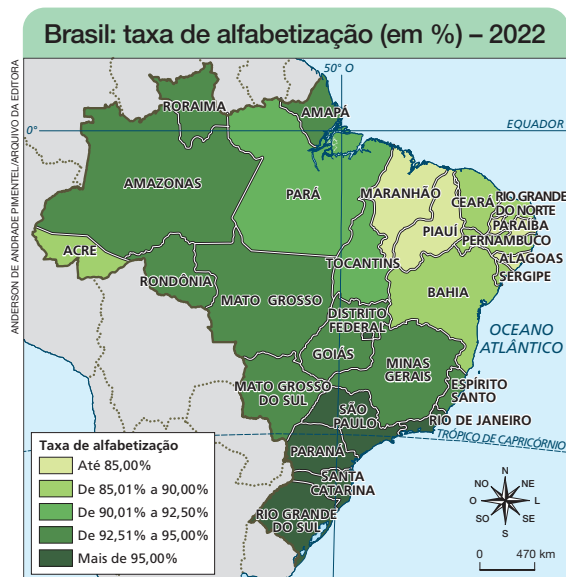 Brasil: taxa de alfabetização (em %) – 2022
ANDERSON DE ANDRADE PIMENTEL/ARQUIVO DA EDITORA
50° O
RORAIMA
AMAPÁ
0°
EQUADOR
AMAZONAS
PARÁ
MARANHÃO
CEARÁ
RIO GRANDE
DO NORTE
PARAÍBA
PIAUÍ
PERNAMBUCO
ACRE
ALAGOAS
TOCANTINS
SERGIPE
RONDÔNIA
BAHIA
MATO GROSSO
DISTRITO
FEDERAL
OCEANO
ATLÂNTICO
GOIÁS
MINAS
GERAIS
ESPÍRITO
SANTO
MATO GROSSO
DO SUL
SÃO
PAULO
RIO DE JANEIRO
TRÓPICO DE CAPRICÓRNIO
PARANÁ
SANTA
CATARINA
RIO GRANDE
DO SUL
Taxa de alfabetização
Até 85,00%
De 85,01% a 90,00%
De 90,01% a 92,50%
De 92,51% a 95,00%
Mais de 95,00%
N
NO
NE
O
L
SO
SE
S
0 470 km